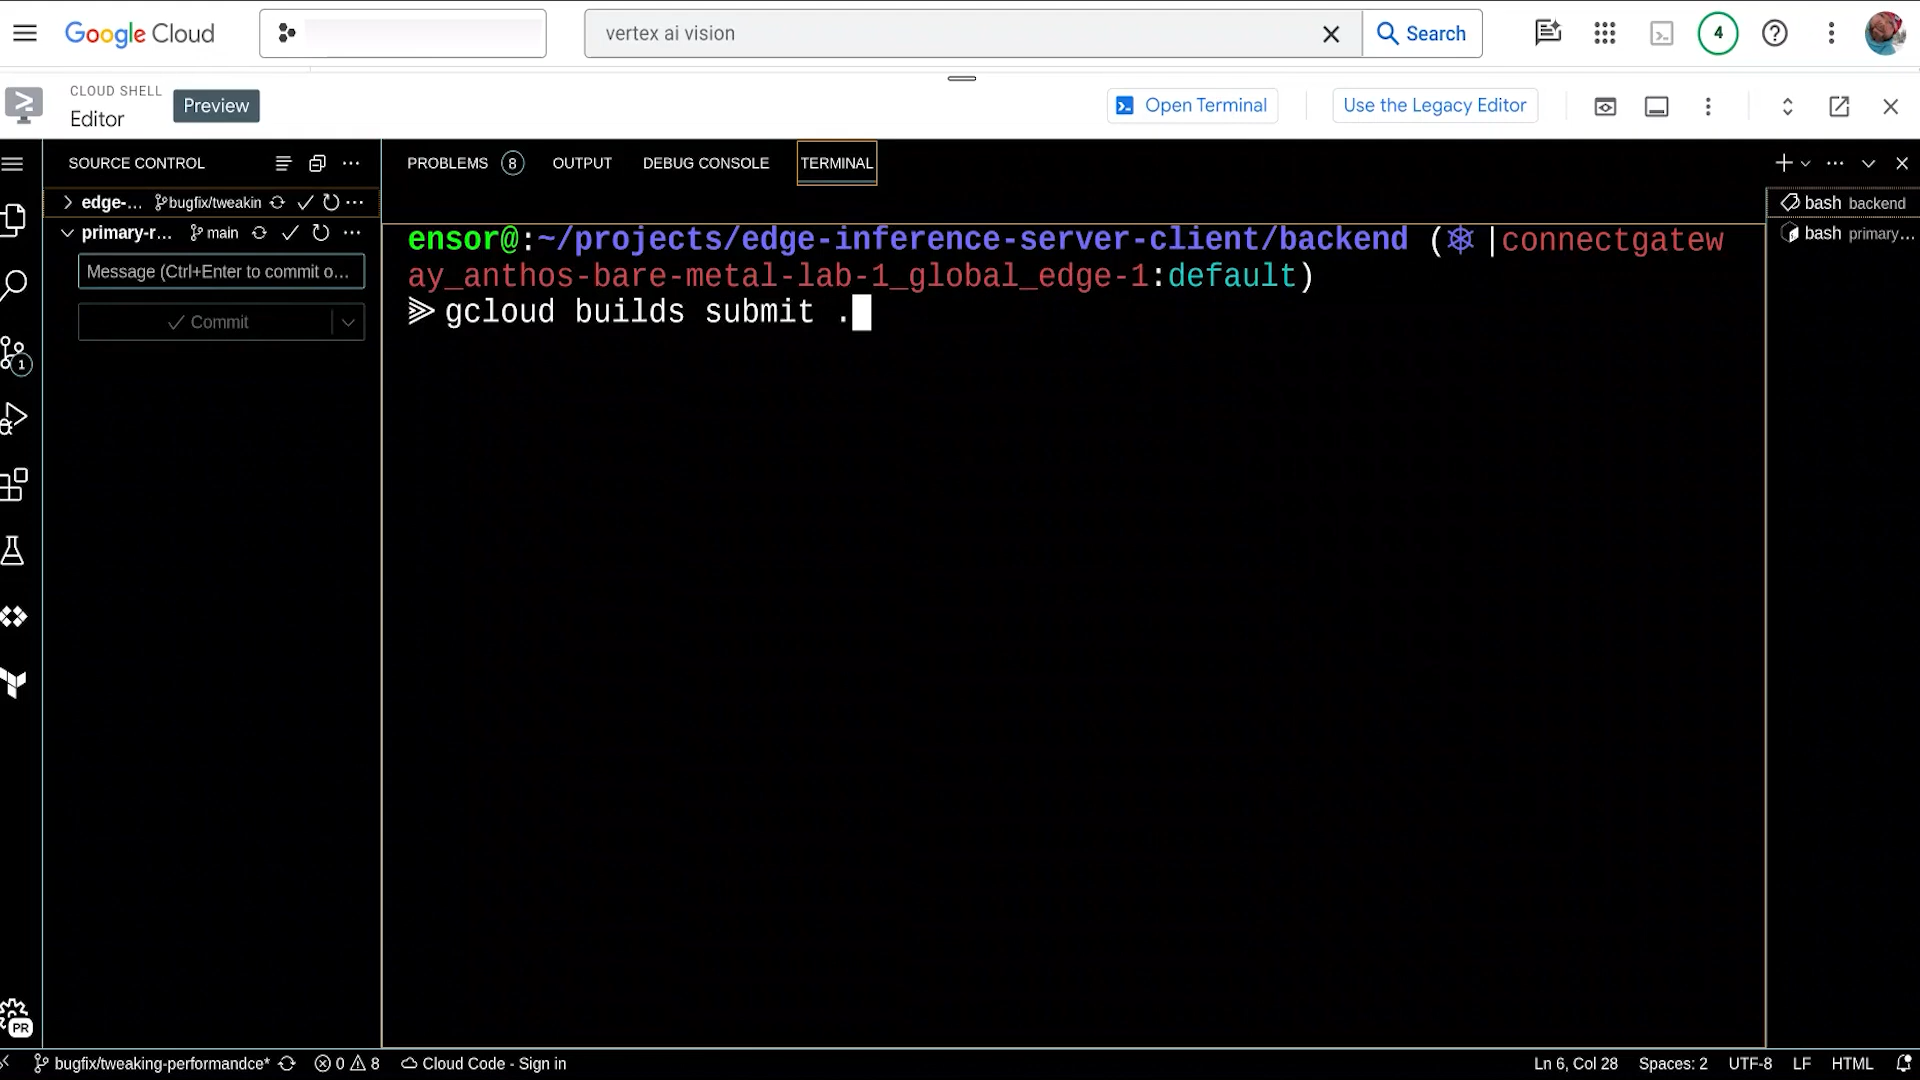 Google Cloud
vertex ai vision
Search
4
CLOUD SHELL
Editor
Preview
Open Terminal
Use the Legacy Editor
SOURCE CONTROL
PROBLEMS 8 OUTPUT DEBUG CONSOLE TERMINAL
edge-... bugfix/tweakin
primary-r... main
Message (Ctrl+Enter to commit o...
Commit
1
ensor@:~/projects/edge-inference-server-client/backend (⎈ |connectgatew
ay_anthos-bare-metal-lab-1_global_edge-1:default)
⫸ gcloud builds submit .
bash backend
bash primary...
PR
bugfix/tweaking-performandce* 0 8 Cloud Code - Sign in
Ln 6, Col 28 Spaces: 2 UTF-8 LF HTML